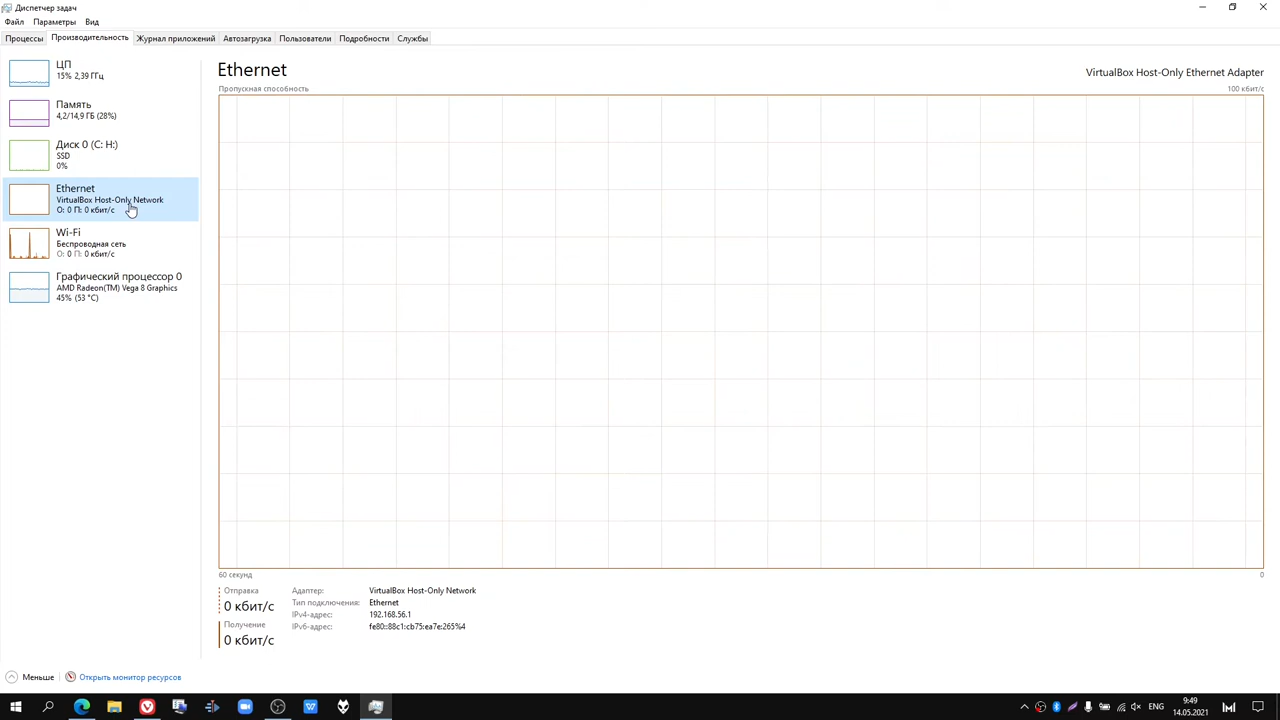 Диспетчер задач
Файл Параметры Вид
Процессы Производительность Журнал приложений Автозагрузка Пользователи Подробности Службы
ЦП
15% 2,39 ГГц
Память
4,2/14,9 ГБ (28%)
Диск 0 (C: H:)
SSD
0%
Ethernet
VirtualBox Host-Only Network
О: 0 П: 0 кбит/с
Wi-Fi
Беспроводная сеть
О: 0 П: 0 кбит/с
Графический процессор 0
AMD Radeon(TM) Vega 8 Graphics
45% (53 °C)
Ethernet
VirtualBox Host-Only Ethernet Adapter
Пропускная способность
100 кбит/с
60 секунд
0
Отправка
0 кбит/с
Получение
0 кбит/с
Адаптер: VirtualBox Host-Only Network
Тип подключения: Ethernet
IPv4-адрес: 192.168.56.1
IPv6-адрес: fe80::88c1:cb75:ea7e:265%4
Меньше
Открыть монитор ресурсов
ENG
9:49
14.05.2021